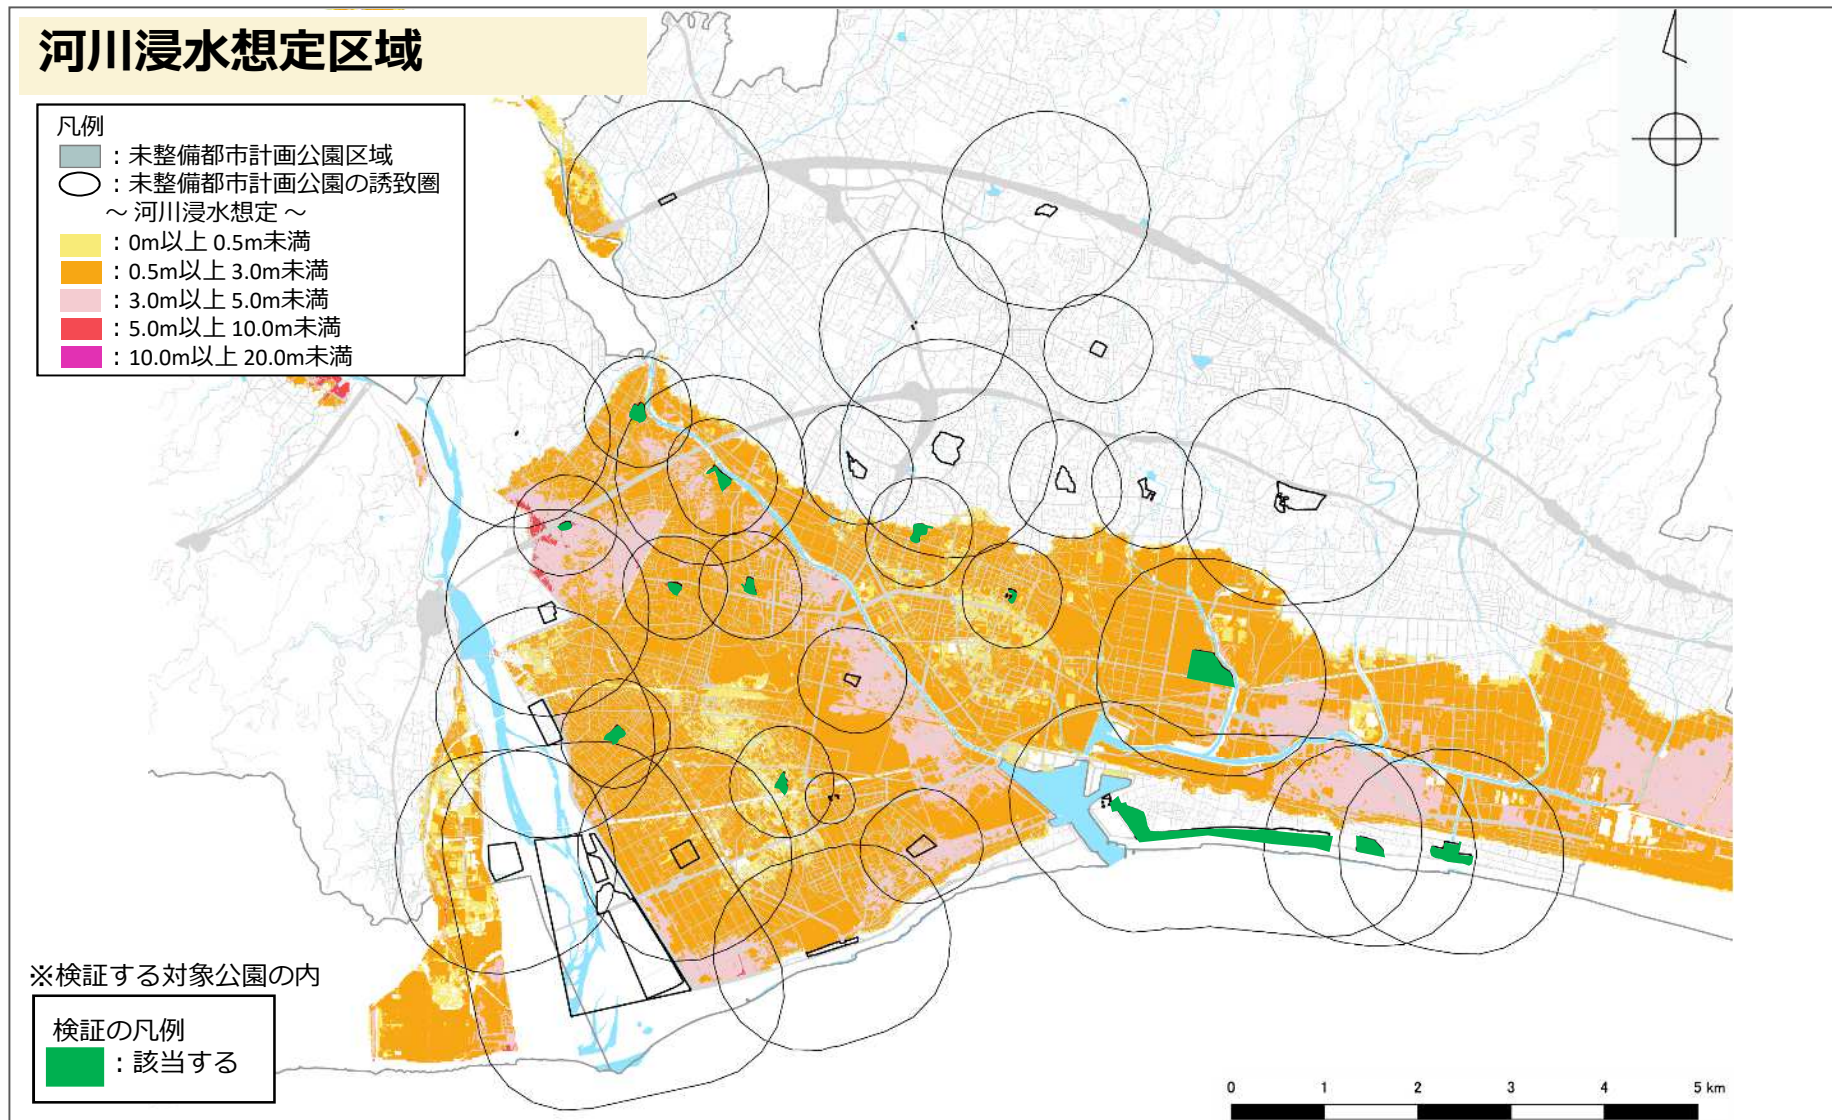 河川浸水想定区域
凡例
：未整備都市計画公園区域
：未整備都市計画公園の誘致圏
～ 河川浸水想定 ～
：0m以上 0.5m未満
：0.5m以上 3.0m未満
：3.0m以上 5.0m未満
：5.0m以上 10.0m未満
：10.0m以上 20.0m未満
※検証する対象公園の内
検証の凡例
：該当する
0 1 2 3 4 5 km